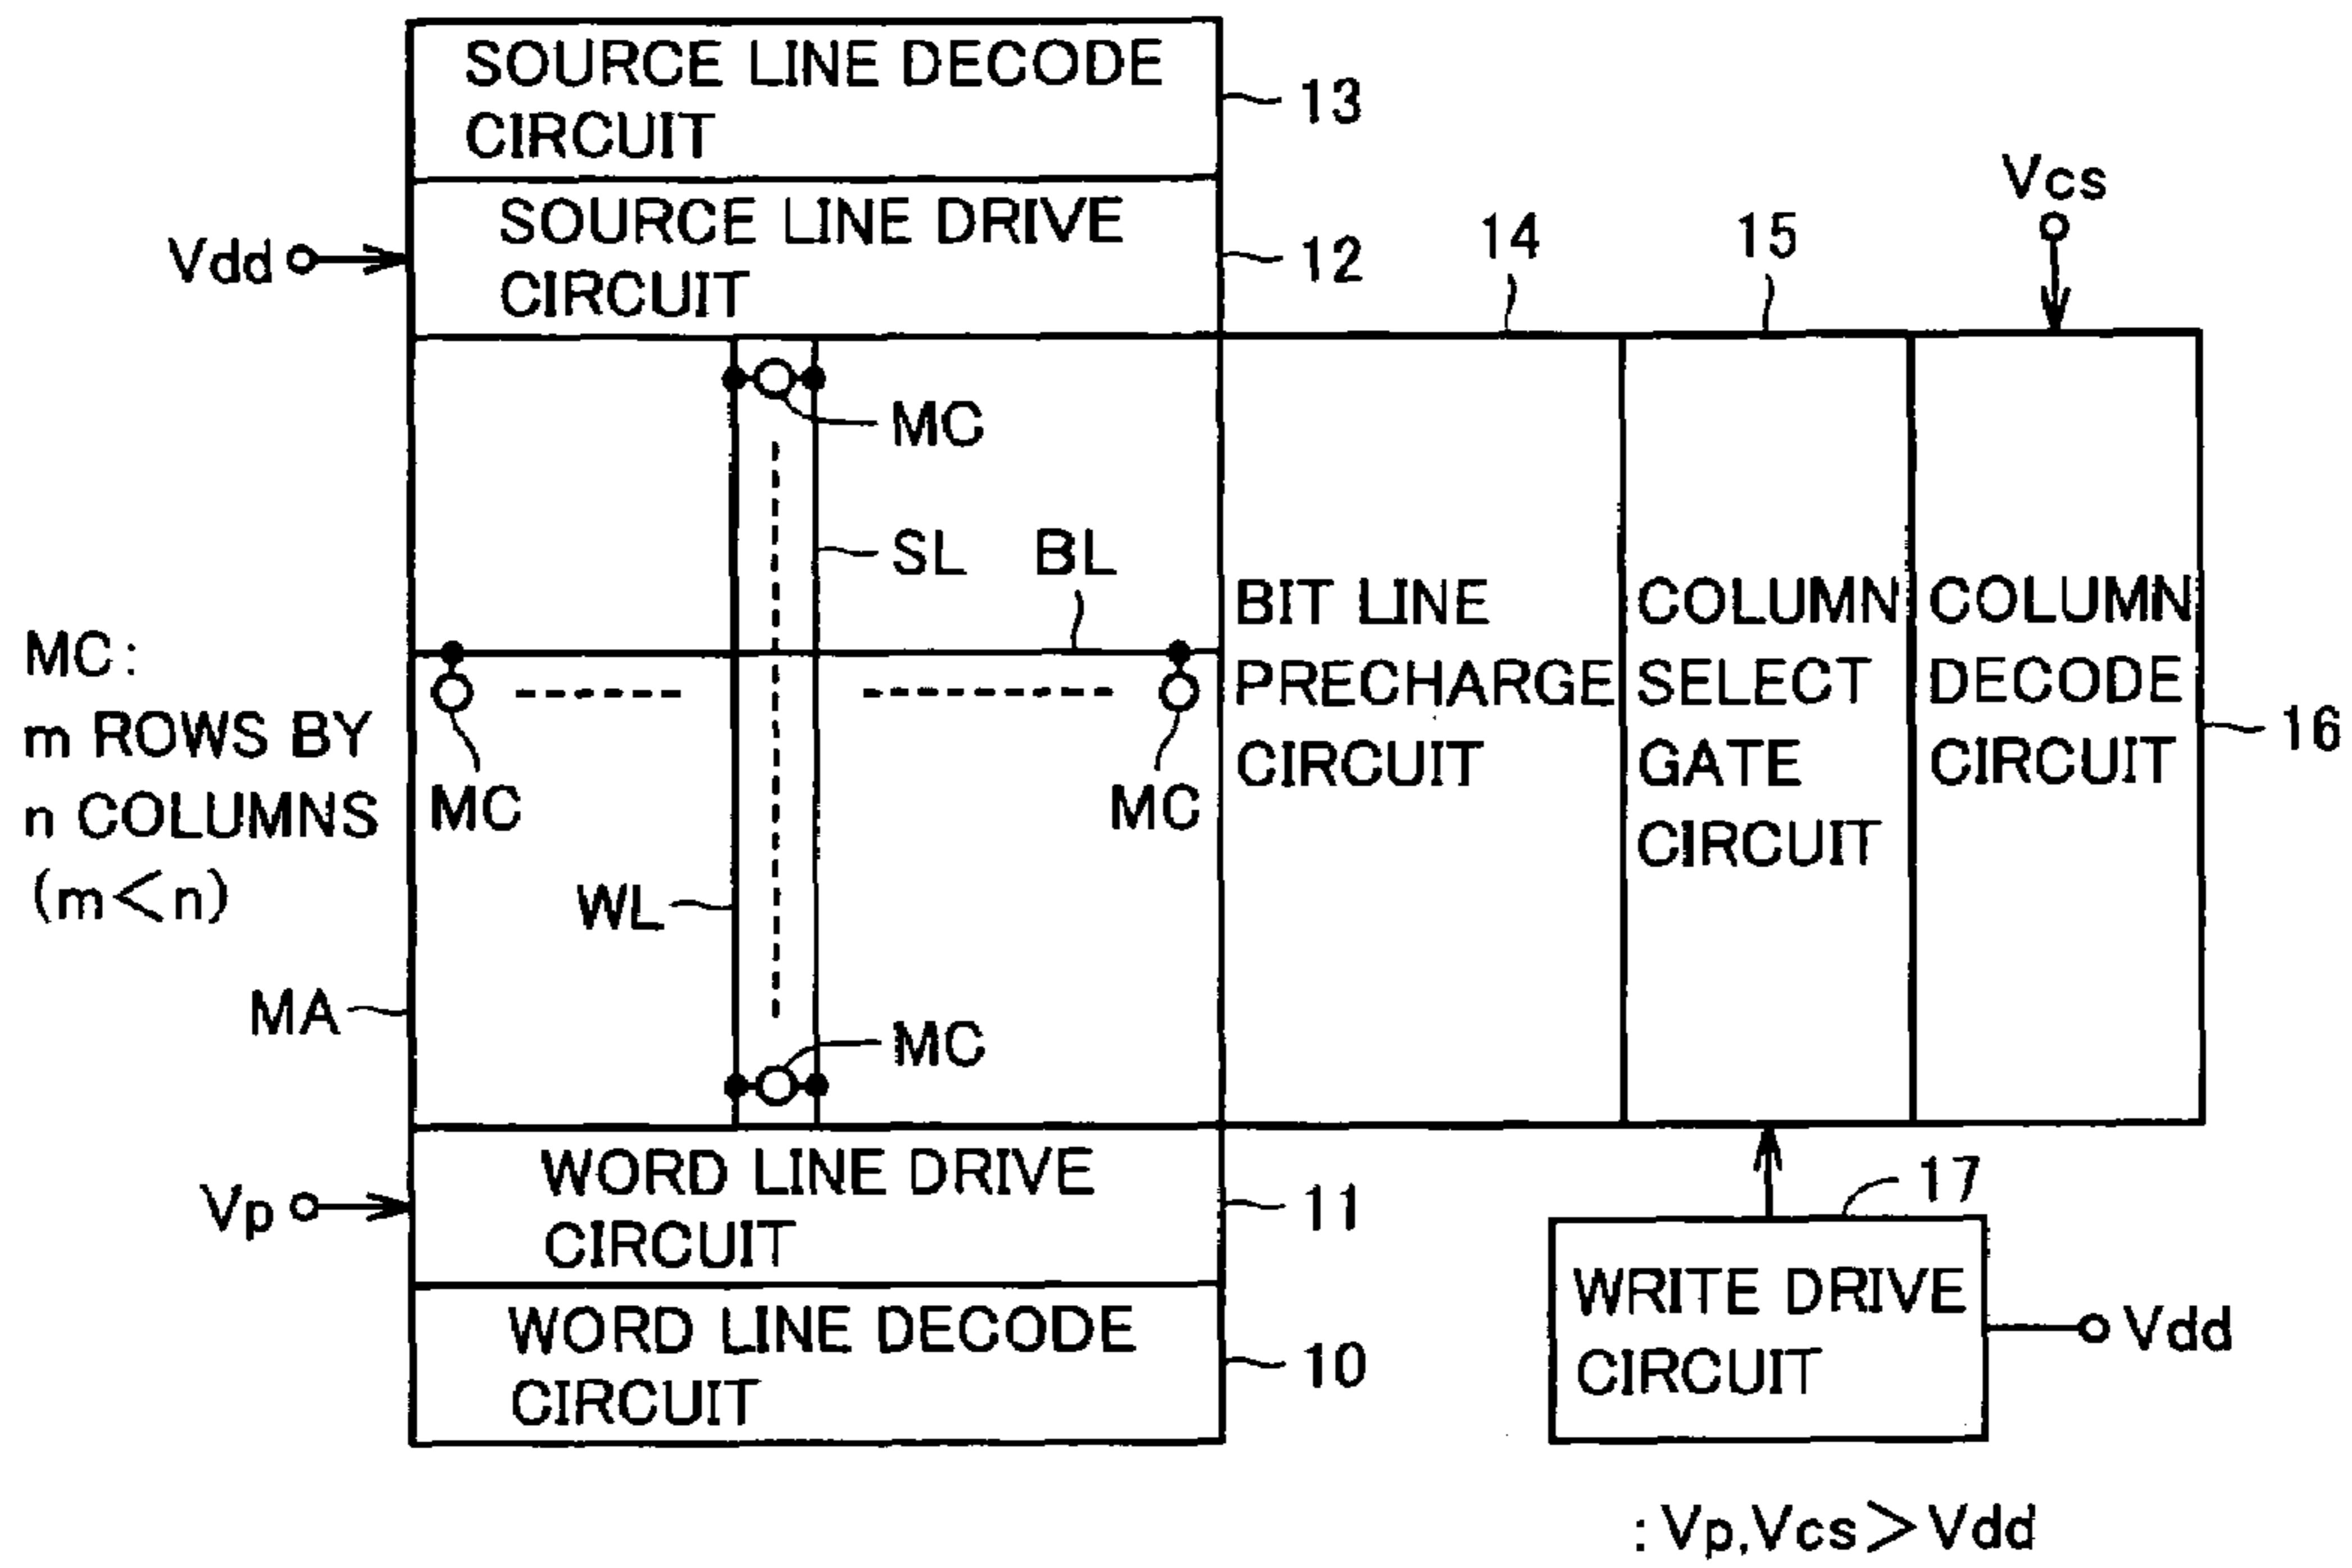 SOURCE LINE DECODE
CIRCUIT
13
SOURCE LINE DRIVE
CIRCUIT
12
Vdd
14
15
Vcs
MC
SL
BL
MC:
m ROWS BY
n COLUMNS
(m<n)
MC
MC
BIT LINE
PRECHARGE
CIRCUIT
COLUMN
SELECT
GATE
CIRCUIT
COLUMN
DECODE
CIRCUIT
16
WL
MA
MC
WORD LINE DRIVE
CIRCUIT
11
Vp
WORD LINE DECODE
CIRCUIT
10
17
WRITE DRIVE
CIRCUIT
Vdd
:Vp,Vcs>Vdd